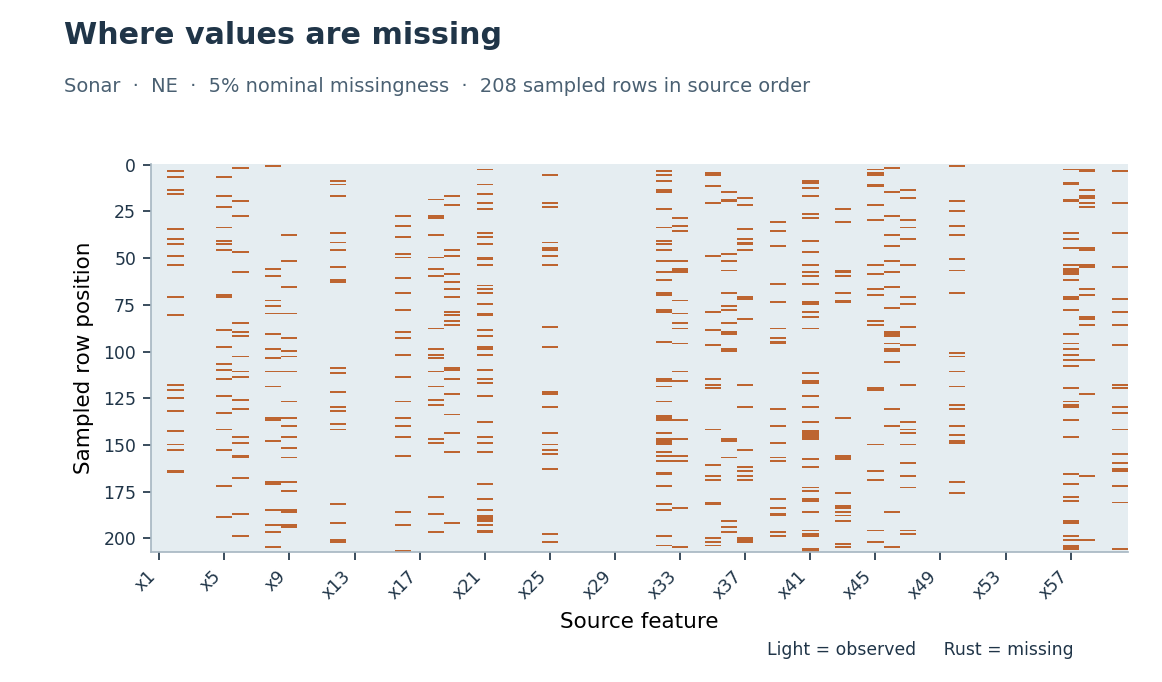 Where values are missing
Sonar · NE · 5% nominal missingness · 208 sampled rows in source order
Sampled row position
0
25
50
75
100
125
150
175
200
x1 x5 x9 x13 x17 x21 x25 x29 x33 x37 x41 x45 x49 x53 x57
Source feature
Light = observed Rust = missing